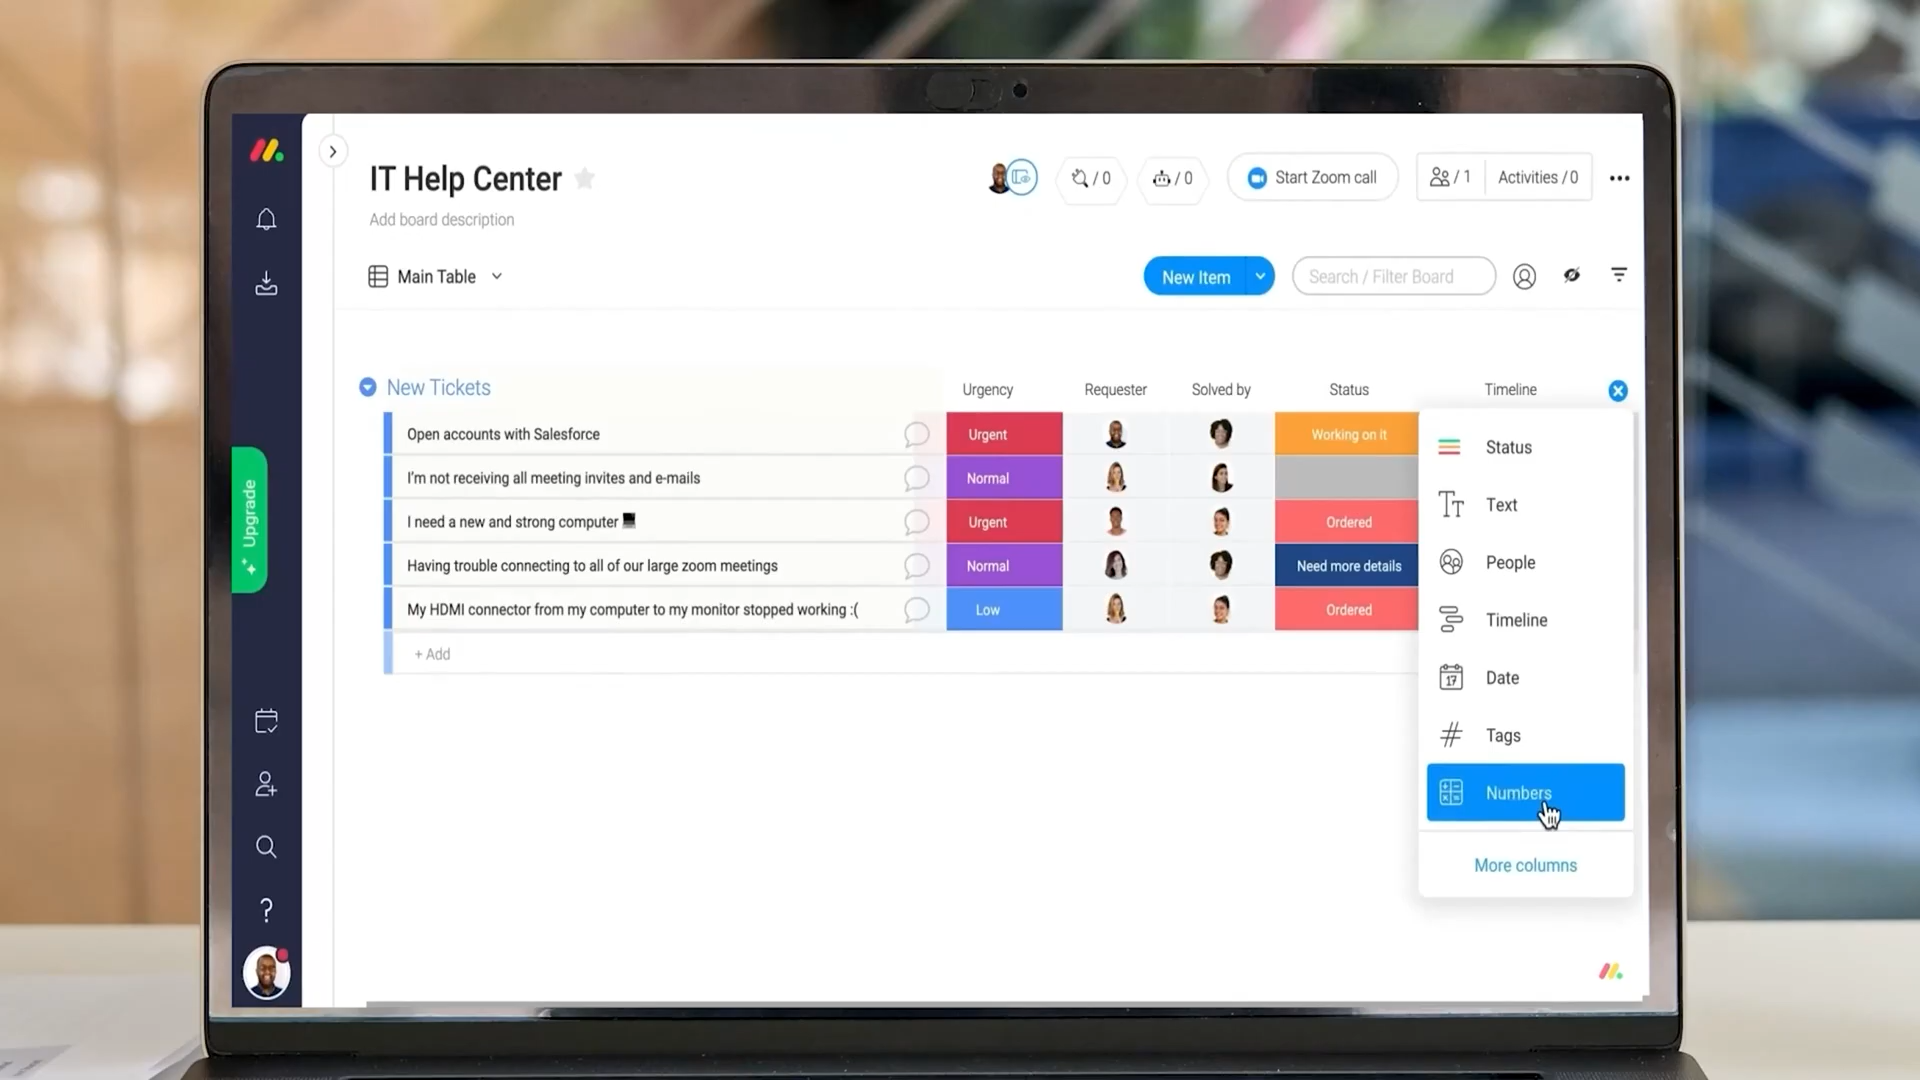 IT Help Center
/ 0
/ 0
Start Zoom call
/ 1
Activities / 0
Add board description
Main Table
New Item
Search / Filter Board
New Tickets
Urgency
Requester
Solved by
Status
Timeline
Open accounts with Salesforce
Urgent
Working on it
I'm not receiving all meeting invites and e-mails
Normal
I need a new and strong computer
Urgent
Ordered
Having trouble connecting to all of our large zoom meetings
Normal
Need more details
My HDMI connector from my computer to my monitor stopped working :(
Low
Ordered
+ Add
Upgrade
Status
Text
People
Timeline
17
Date
Tags
Numbers
More columns